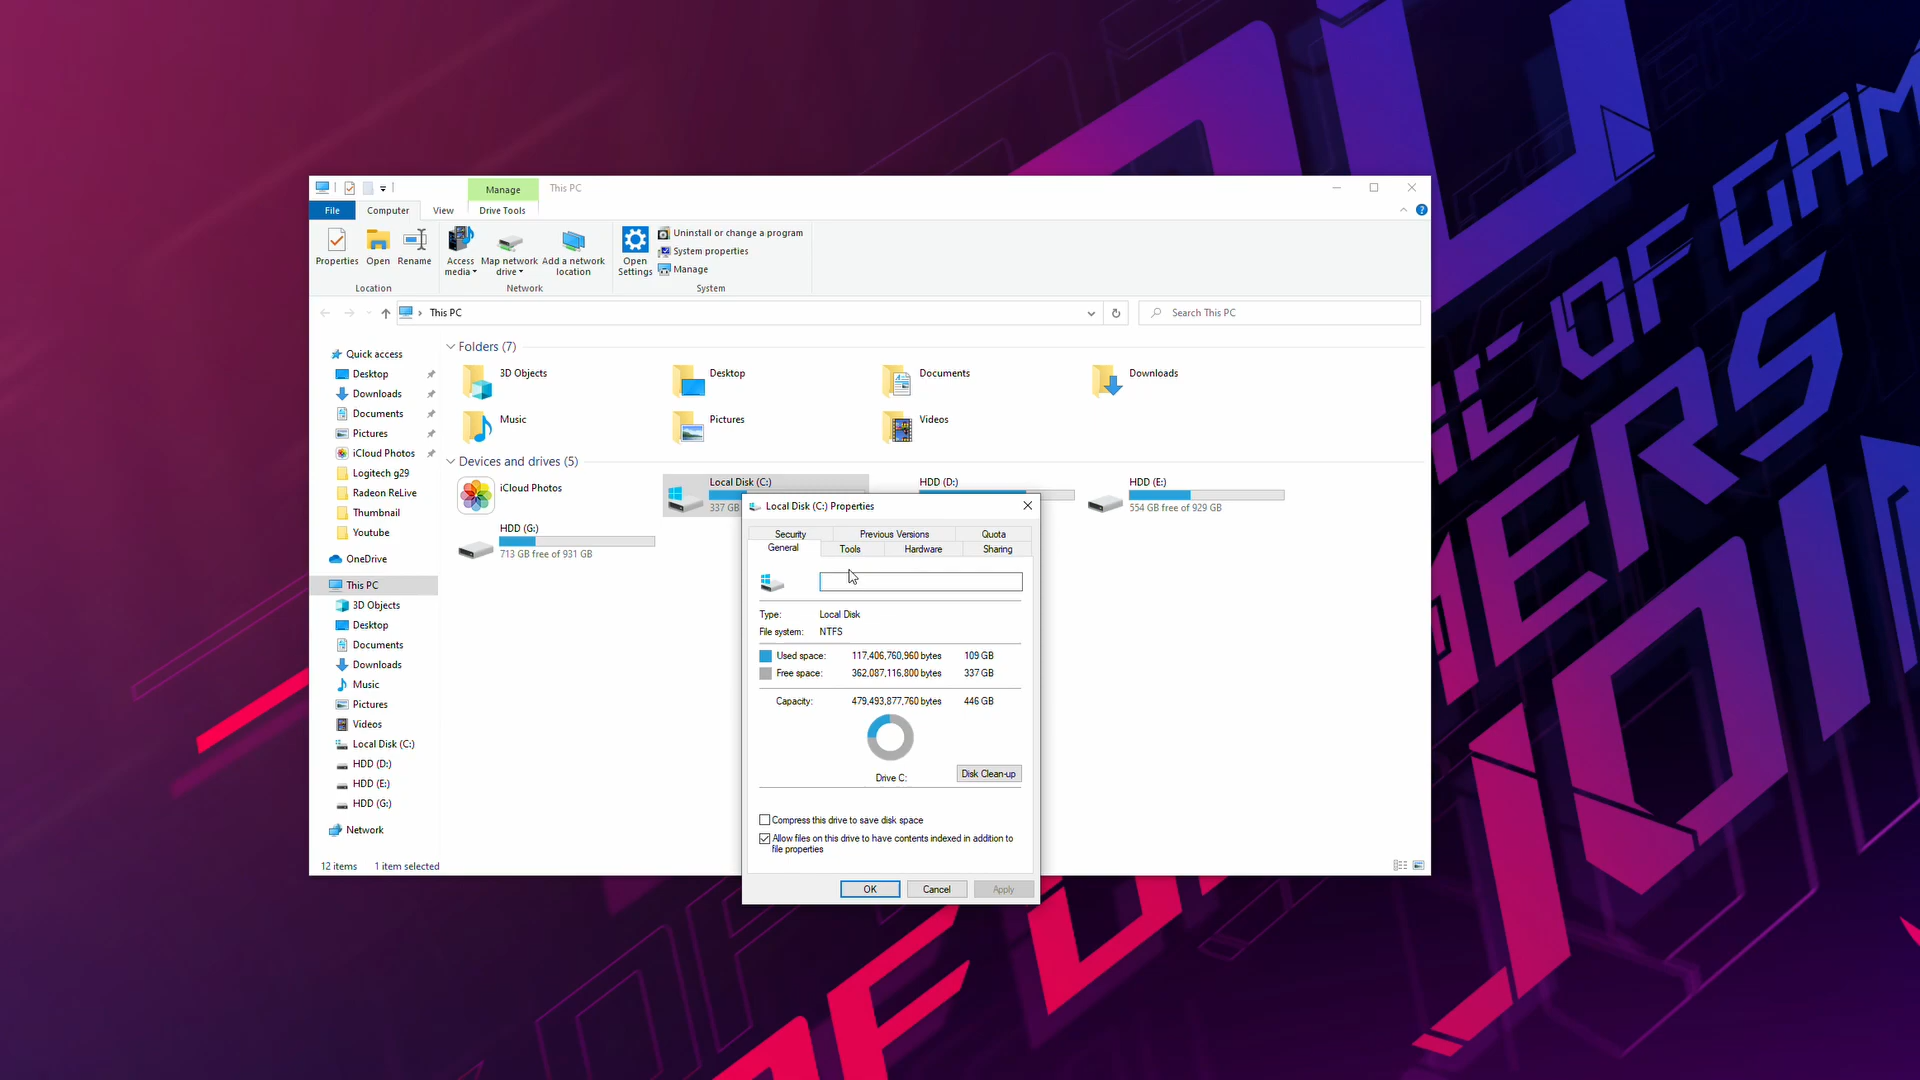 Manage
This PC
File
Computer
View
Drive Tools
Properties
Open
Rename
Access media
Map network drive
Add a network location
Open Settings
Uninstall or change a program
System properties
Manage
Location
Network
System
This PC
Search This PC
Quick access
Desktop
Downloads
Documents
Pictures
iCloud Photos
Logitech g29
Radeon ReLive
Thumbnail
Youtube
OneDrive
This PC
3D Objects
Desktop
Documents
Downloads
Music
Pictures
Videos
Local Disk (C:)
HDD (D:)
HDD (E:)
HDD (G:)
Network
12 items
1 item selected
Folders (7)
3D Objects
Desktop
Documents
Downloads
Music
Pictures
Videos
Devices and drives (5)
iCloud Photos
Local Disk (C:)
337 GB
HDD (D:)
HDD (E:)
554 GB free of 929 GB
HDD (G:)
713 GB free of 931 GB
Local Disk (C:) Properties
Security
Previous Versions
Quota
General
Tools
Hardware
Sharing
Type: Local Disk
File system: NTFS
Used space: 117,406,760,960 bytes 109 GB
Free space: 362,087,116,800 bytes 337 GB
Capacity: 479,493,877,760 bytes 446 GB
Drive C:
Disk Clean-up
Compress this drive to save disk space
Allow files on this drive to have contents indexed in addition to
file properties
OK
Cancel
Apply